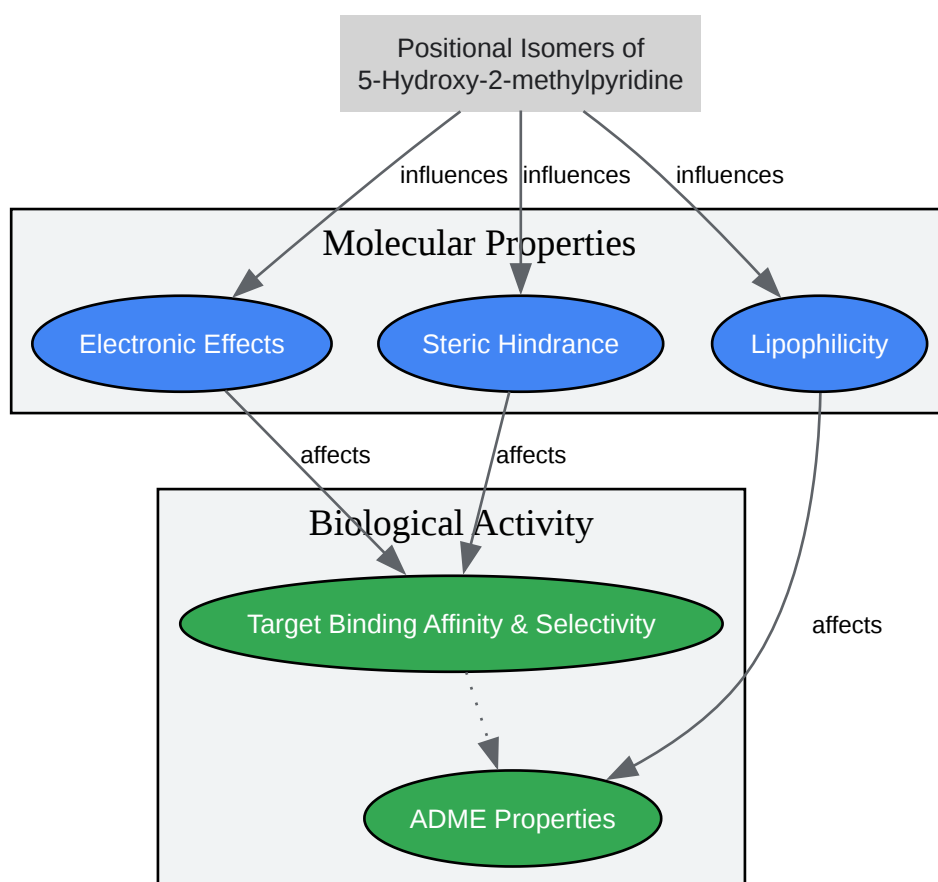 Positional Isomers of
5-Hydroxy-2-methylpyridine
influences
influences
influences
Molecular Properties
Electronic Effects
Steric Hindrance
Lipophilicity
affects
affects
Biological Activity
Target Binding Affinity & Selectivity
affects
ADME Properties